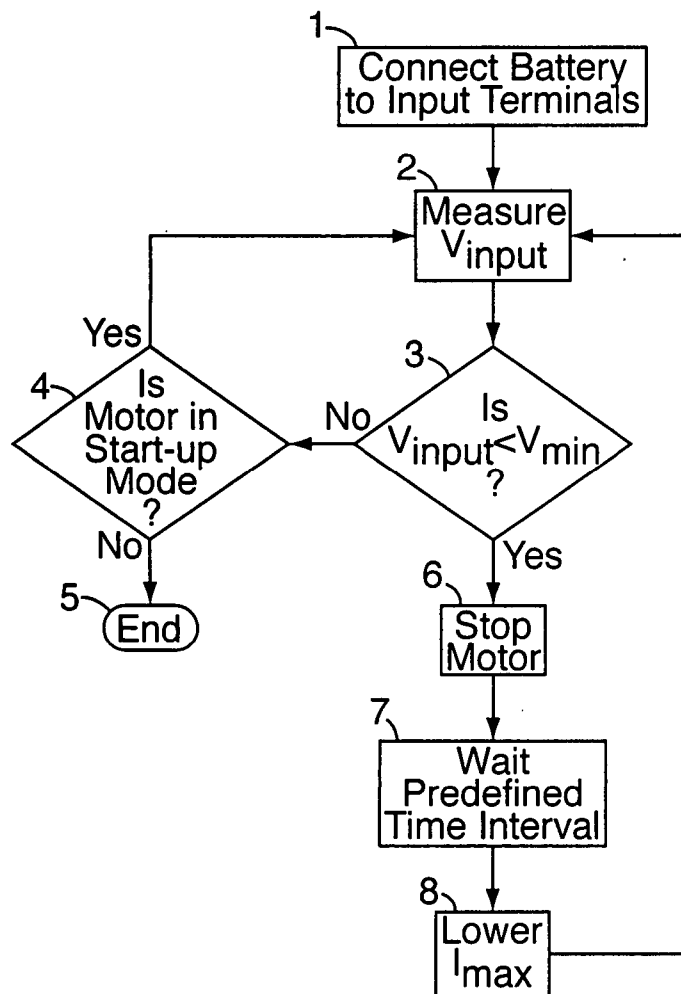 1
Connect Battery
to Input Terminals
2
Measure
Vinput
Yes
3
4
Is
Motor in
Start-up
Mode
?
No
Is
Vinput<Vmin
?
No
Yes
5
End
6
Stop
Motor
7
Wait
Predefined
Time Interval
8
Lower
Imax